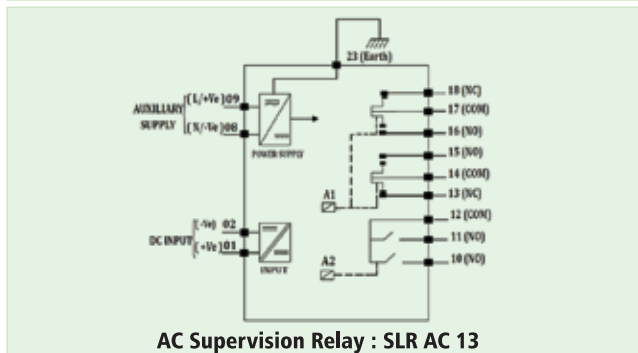 23 (Earth)
AUXILIARY
SUPPLY
(L/+Ve) 09
(N/-Ve) 08
POWER SUPPLY
18 (NC)
17 (COM)
16 (NO)
15 (NO)
14 (COM)
13 (NC)
12 (COM)
11 (NO)
10 (NO)
A1
A2
DC INPUT
(-Ve) 02
(+Ve) 01
INPUT
AC Supervision Relay : SLR AC 13